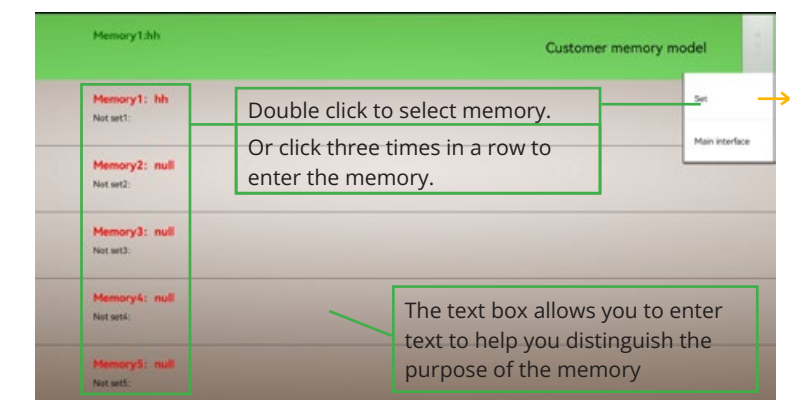 Memory1:hh
Customer memory model
Memory1: hh
Not set1:
Double click to select memory.
Or click three times in a row to
enter the memory.
Set
Main interface
Memory2: null
Not set2:
Memory3: null
Not set3:
Memory4: null
Not set4:
The text box allows you to enter
text to help you distinguish the
purpose of the memory
Memory5: null
Not set5: